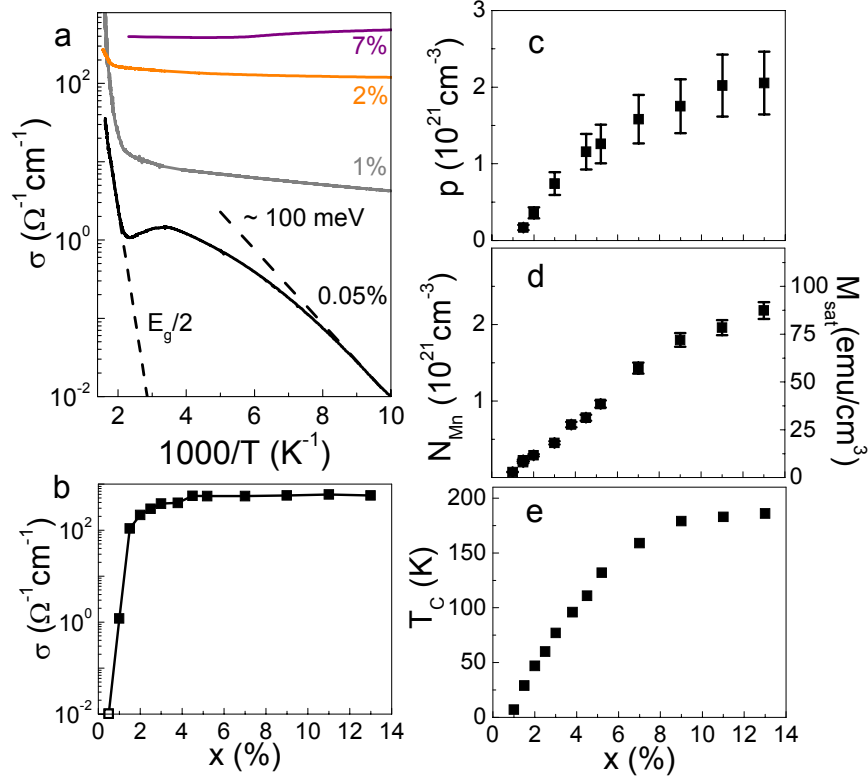 a
7%
2%
1%
~ 100 meV
0.05%
E_g/2
10^2
10^0
10^-2
σ (Ω^-1cm^-1)
2 4 6 8 10
1000/T (K^-1)
b
10^2
10^0
10^-2
σ (Ω^-1cm^-1)
0 2 4 6 8 10 12 14
x (%)
c
3
2
1
0
p (10^21cm^-3)
d
2
1
N_Mn (10^21cm^-3)
100
75
50
25
0
M_sat (emu/cm^3)
e
200
150
100
50
0
T_C (K)
0 2 4 6 8 10 12 14
x (%)